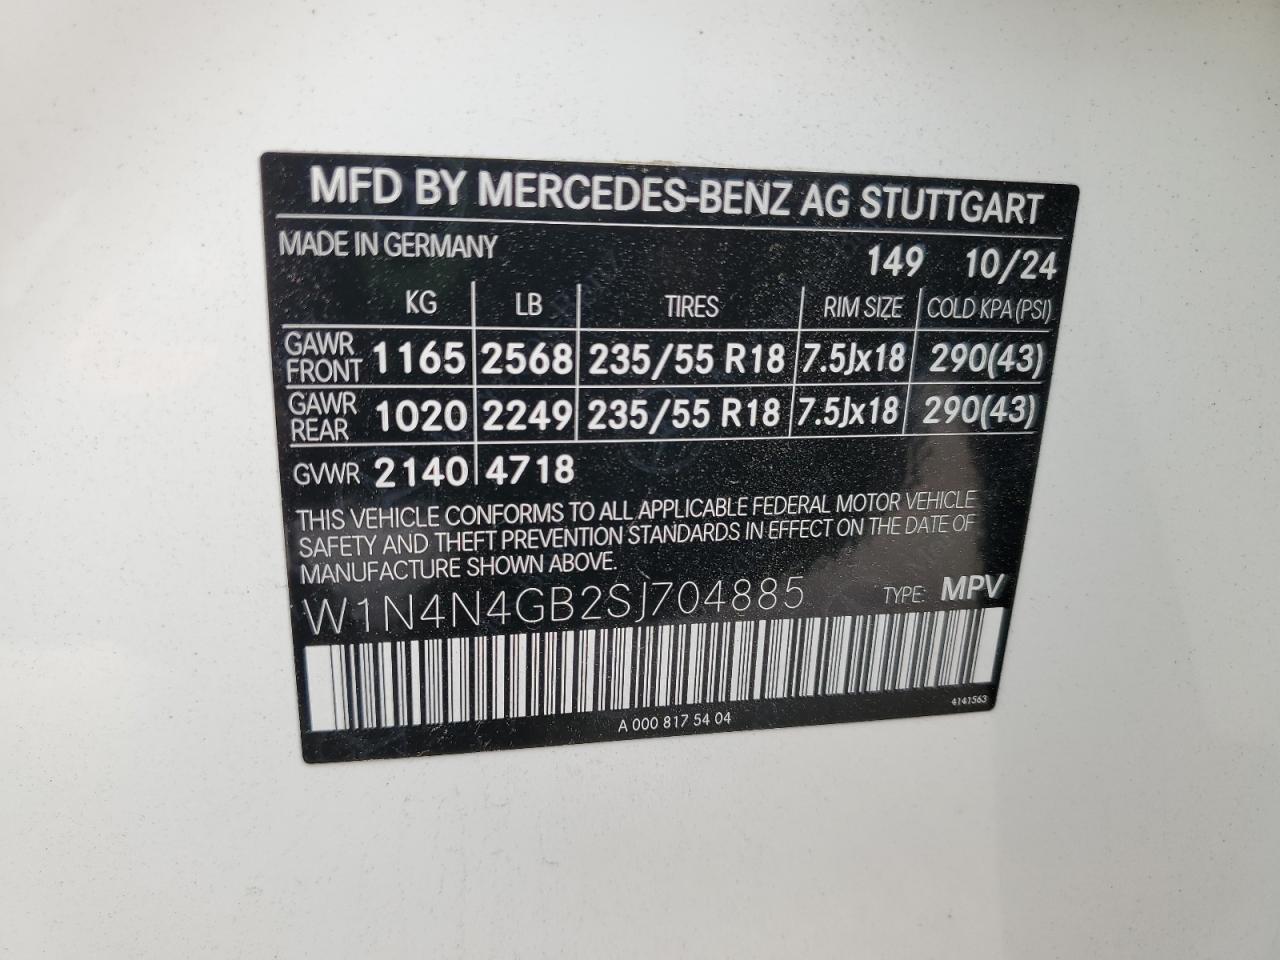 MFD BY MERCEDES-BENZ AG STUTTGART
MADE IN GERMANY 149 10/24
KG LB TIRES RIM SIZE COLD KPA(PSI)
GAWR FRONT 1165 2568 235/55 R18 7.5Jx18 290(43)
GAWR REAR 1020 2249 235/55 R18 7.5Jx18 290(43)
GVWR 2140 4718
THIS VEHICLE CONFORMS TO ALL APPLICABLE FEDERAL MOTOR VEHICLE
SAFETY AND THEFT PREVENTION STANDARDS IN EFFECT ON THE DATE OF
MANUFACTURE SHOWN ABOVE.
W1N4N4GB2SJ704885 TYPE: MPV
4141563
A 000 817 54 04